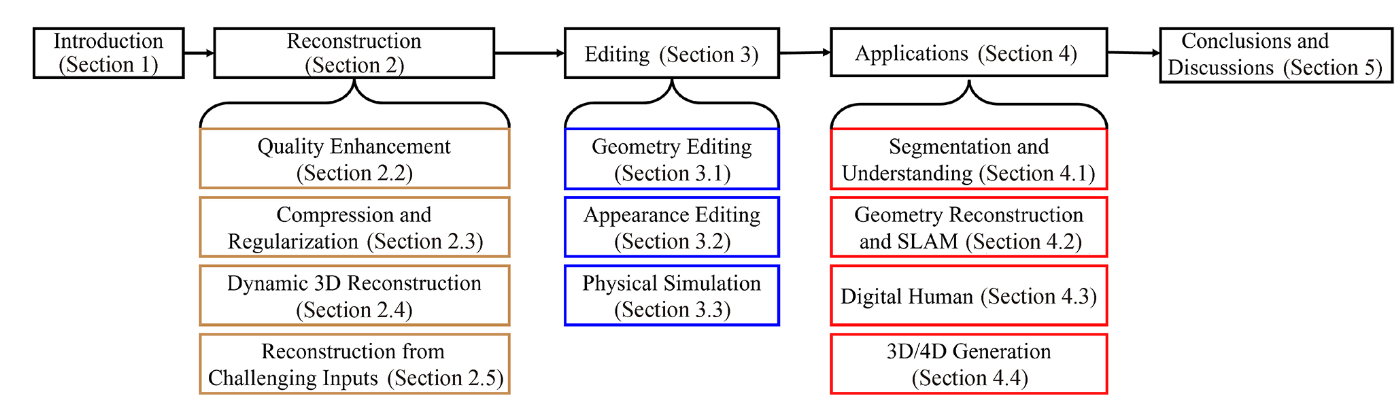 Introduction
(Section 1)
Reconstruction
(Section 2)
Editing (Section 3)
Applications (Section 4)
Conclusions and
Discussions (Section 5)
Quality Enhancement
(Section 2.2)
Compression and
Regularization (Section 2.3)
Dynamic 3D Reconstruction
(Section 2.4)
Reconstruction from
Challenging Inputs (Section 2.5)
Geometry Editing
(Section 3.1)
Appearance Editing
(Section 3.2)
Physical Simulation
(Section 3.3)
Segmentation and
Understanding (Section 4.1)
Geometry Reconstruction
and SLAM (Section 4.2)
Digital Human (Section 4.3)
3D/4D Generation
(Section 4.4)